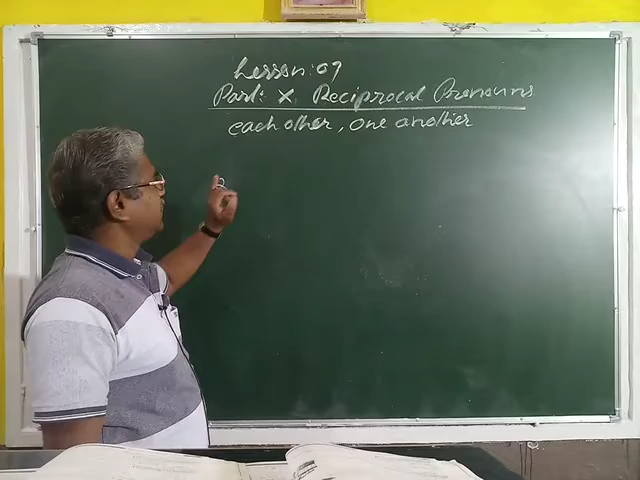 Lesson: 07
Part: X. Reciprocal Pronouns
each other, one another